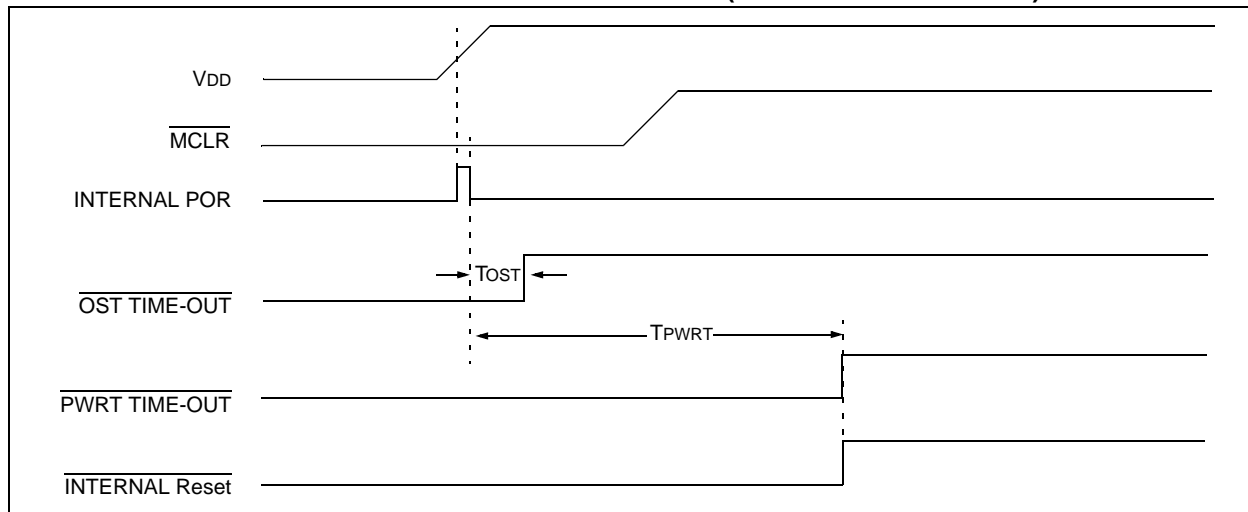 VDD
MCLR
INTERNAL POR
TOST
OST TIME-OUT
TPWRT
PWRT TIME-OUT
INTERNAL Reset